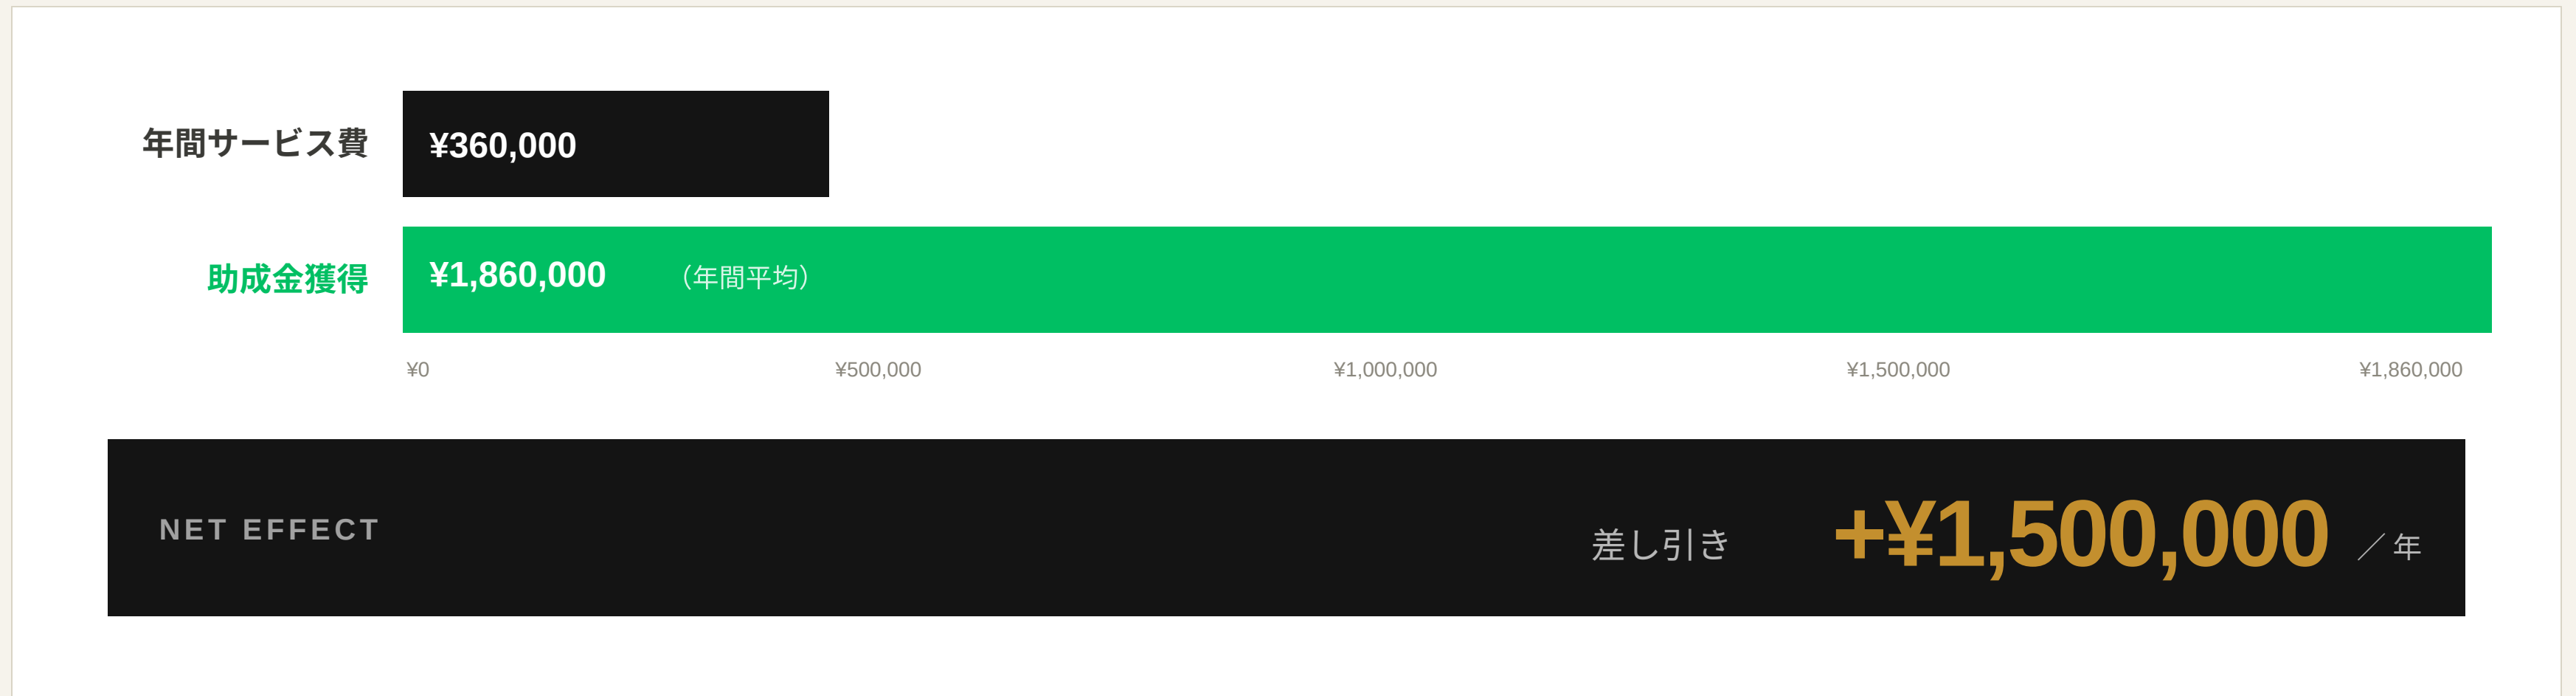 年間サービス費 ¥360,000
助成金獲得 ¥1,860,000 （年間平均）
¥0 ¥500,000 ¥1,000,000 ¥1,500,000 ¥1,860,000
NET EFFECT 差し引き +¥1,500,000 ／ 年